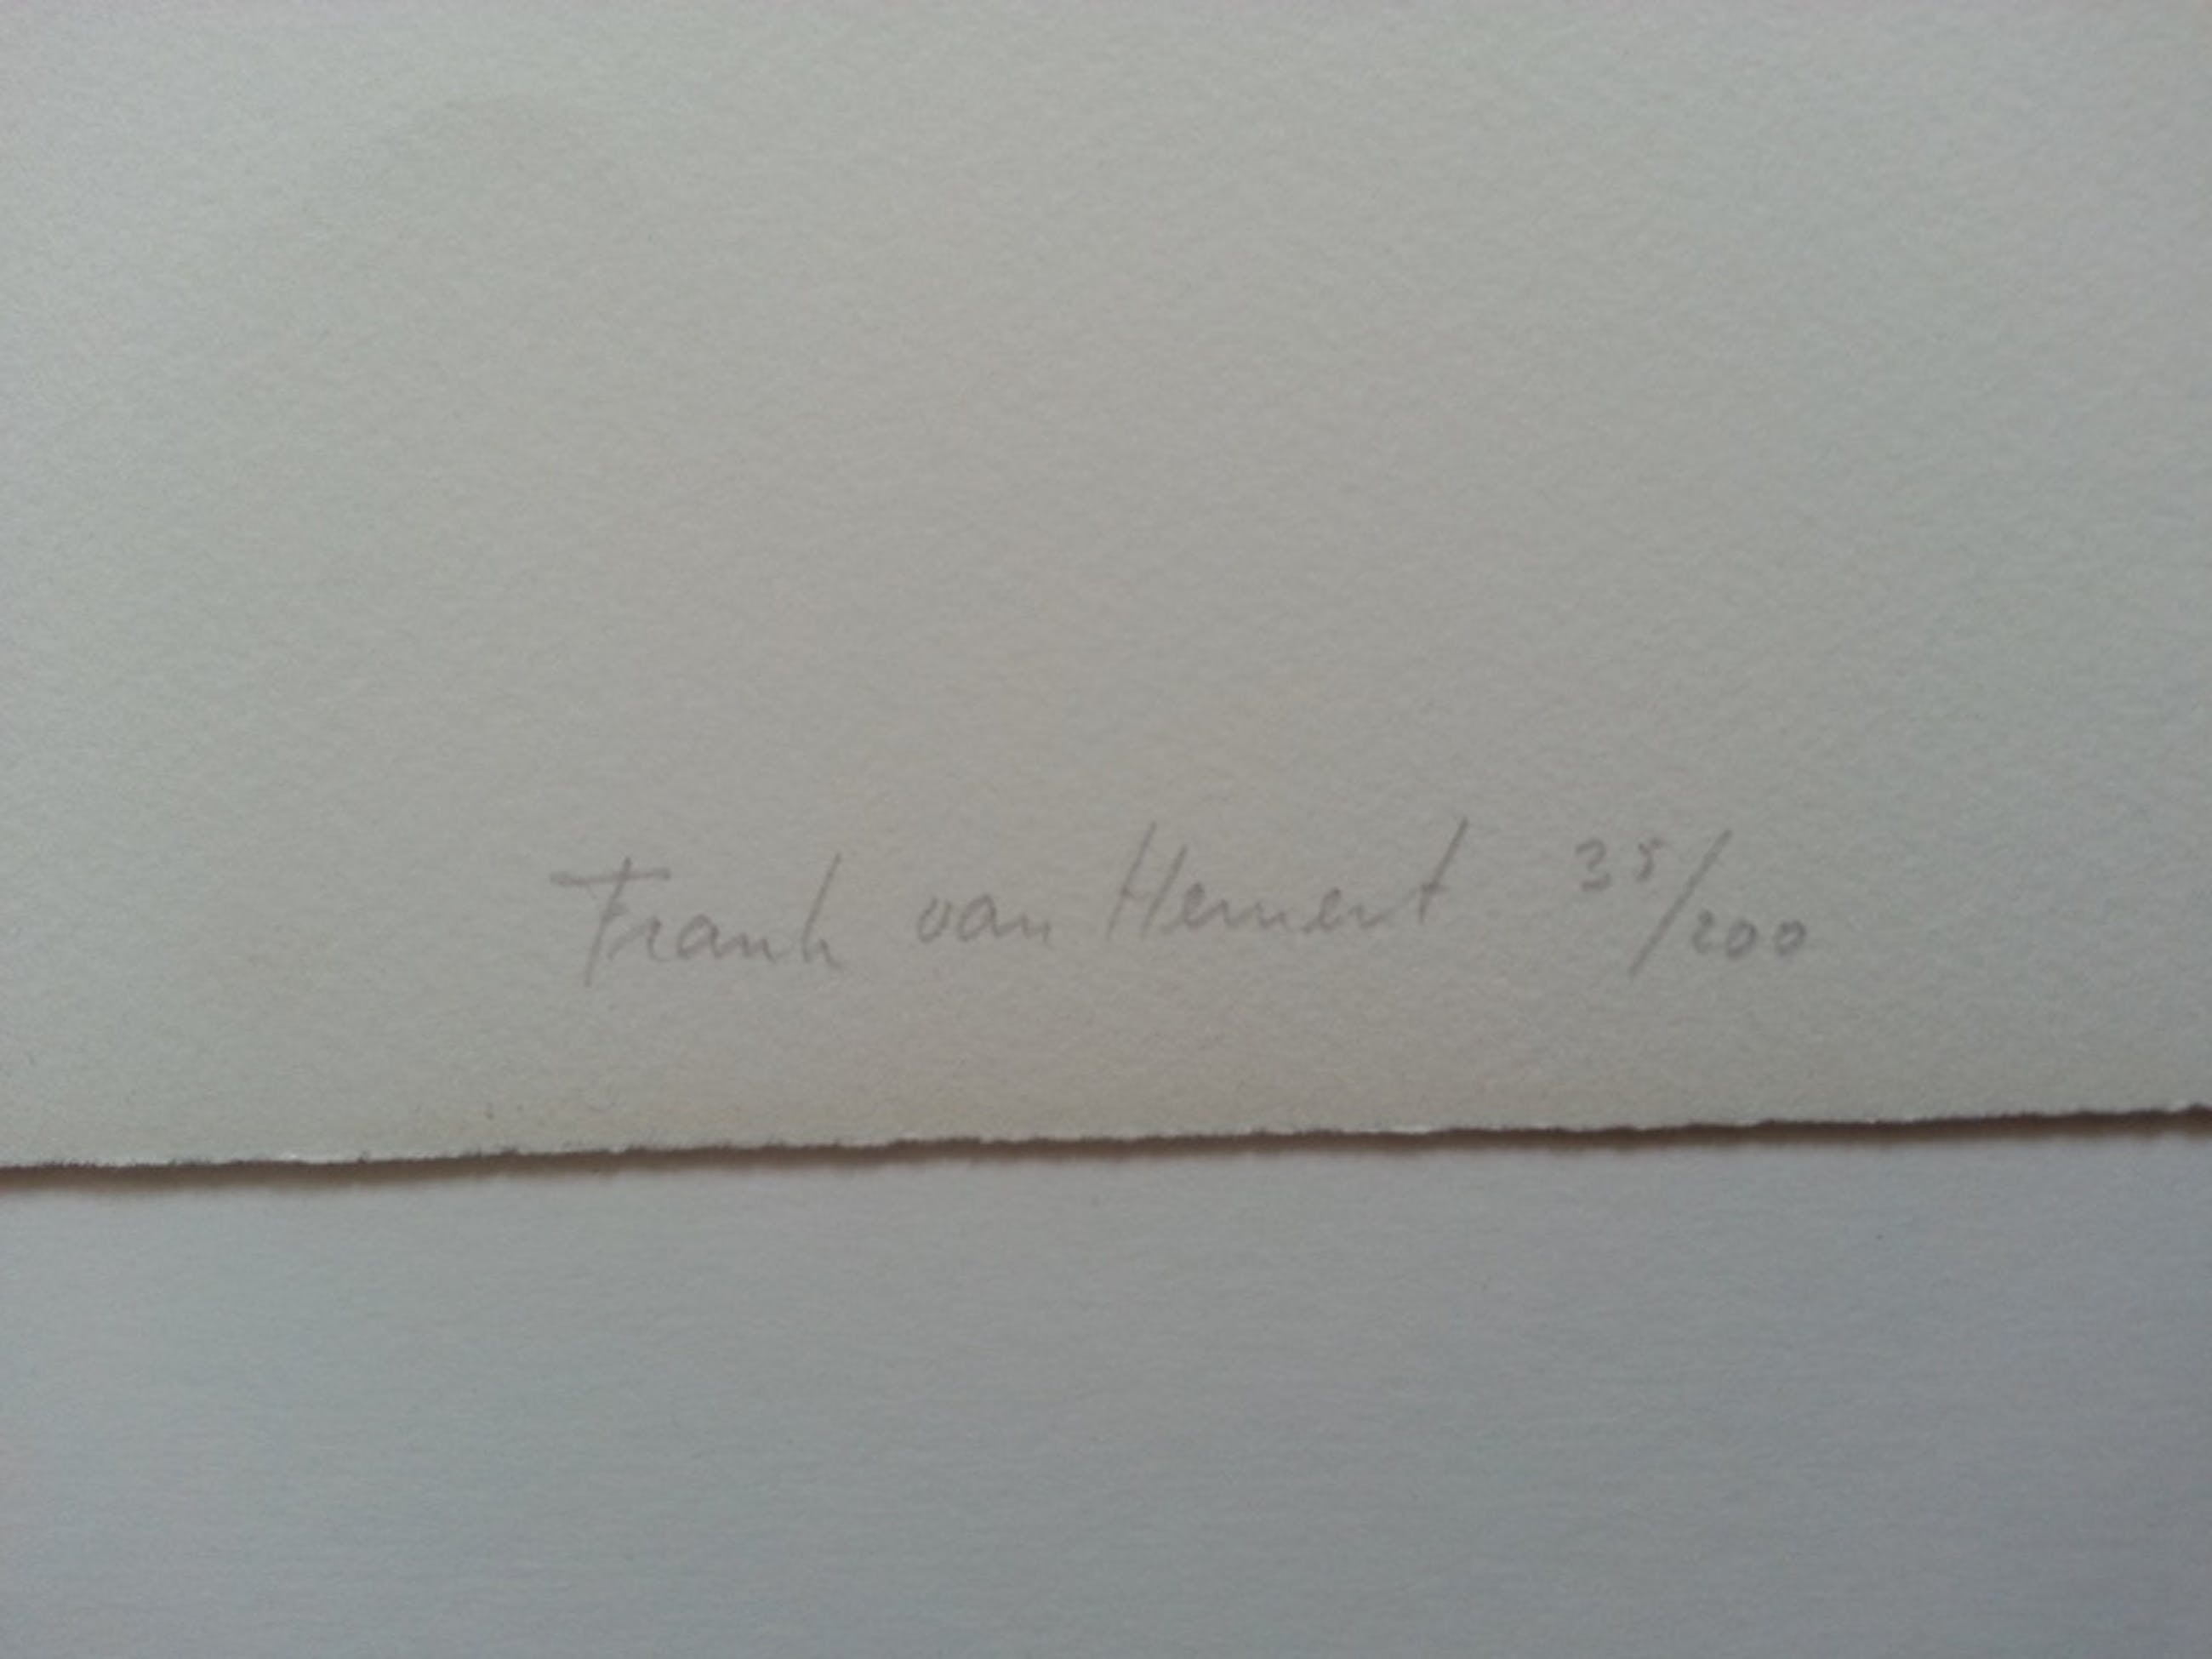 Frank van Hemert 35/200